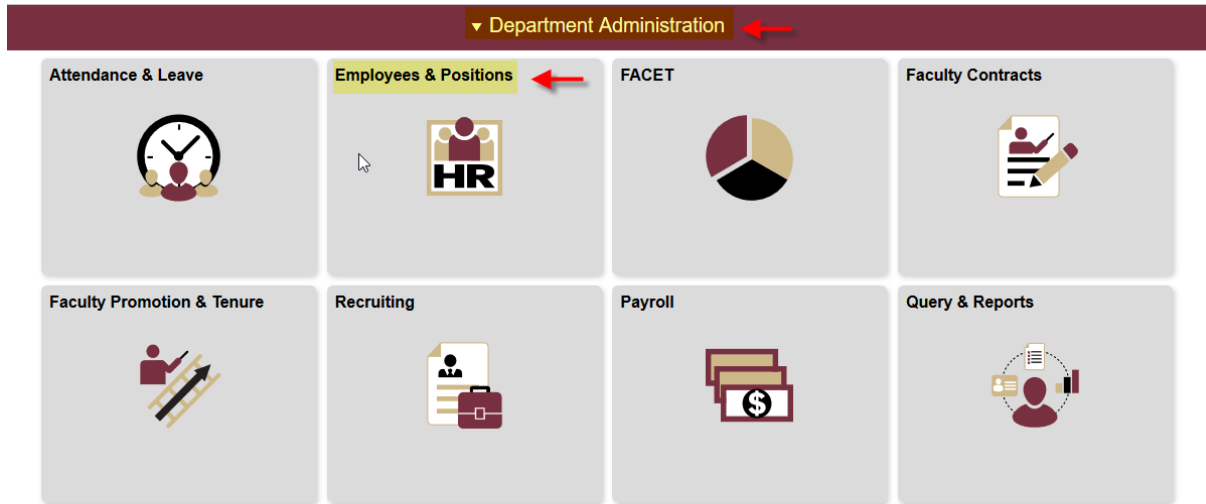 ▼ Department Administration
Attendance & Leave
Employees & Positions
FACET
Faculty Contracts
HR
Faculty Promotion & Tenure
Recruiting
Payroll
Query & Reports
$